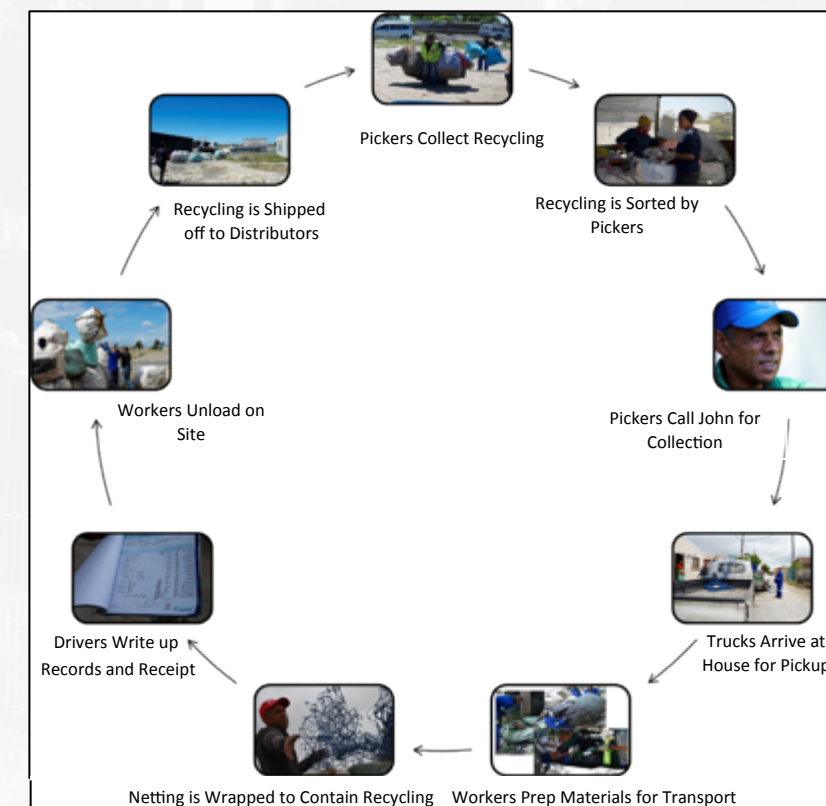 Pickers Collect Recycling
Recycling is Sorted by
Pickers
Pickers Call John for
Collection
Trucks Arrive at
House for Pickup
Workers Prep Materials for Transport
Netting is Wrapped to Contain Recycling
Drivers Write up
Records and Receipt
Workers Unload on
Site
Recycling is Shipped
off to Distributors